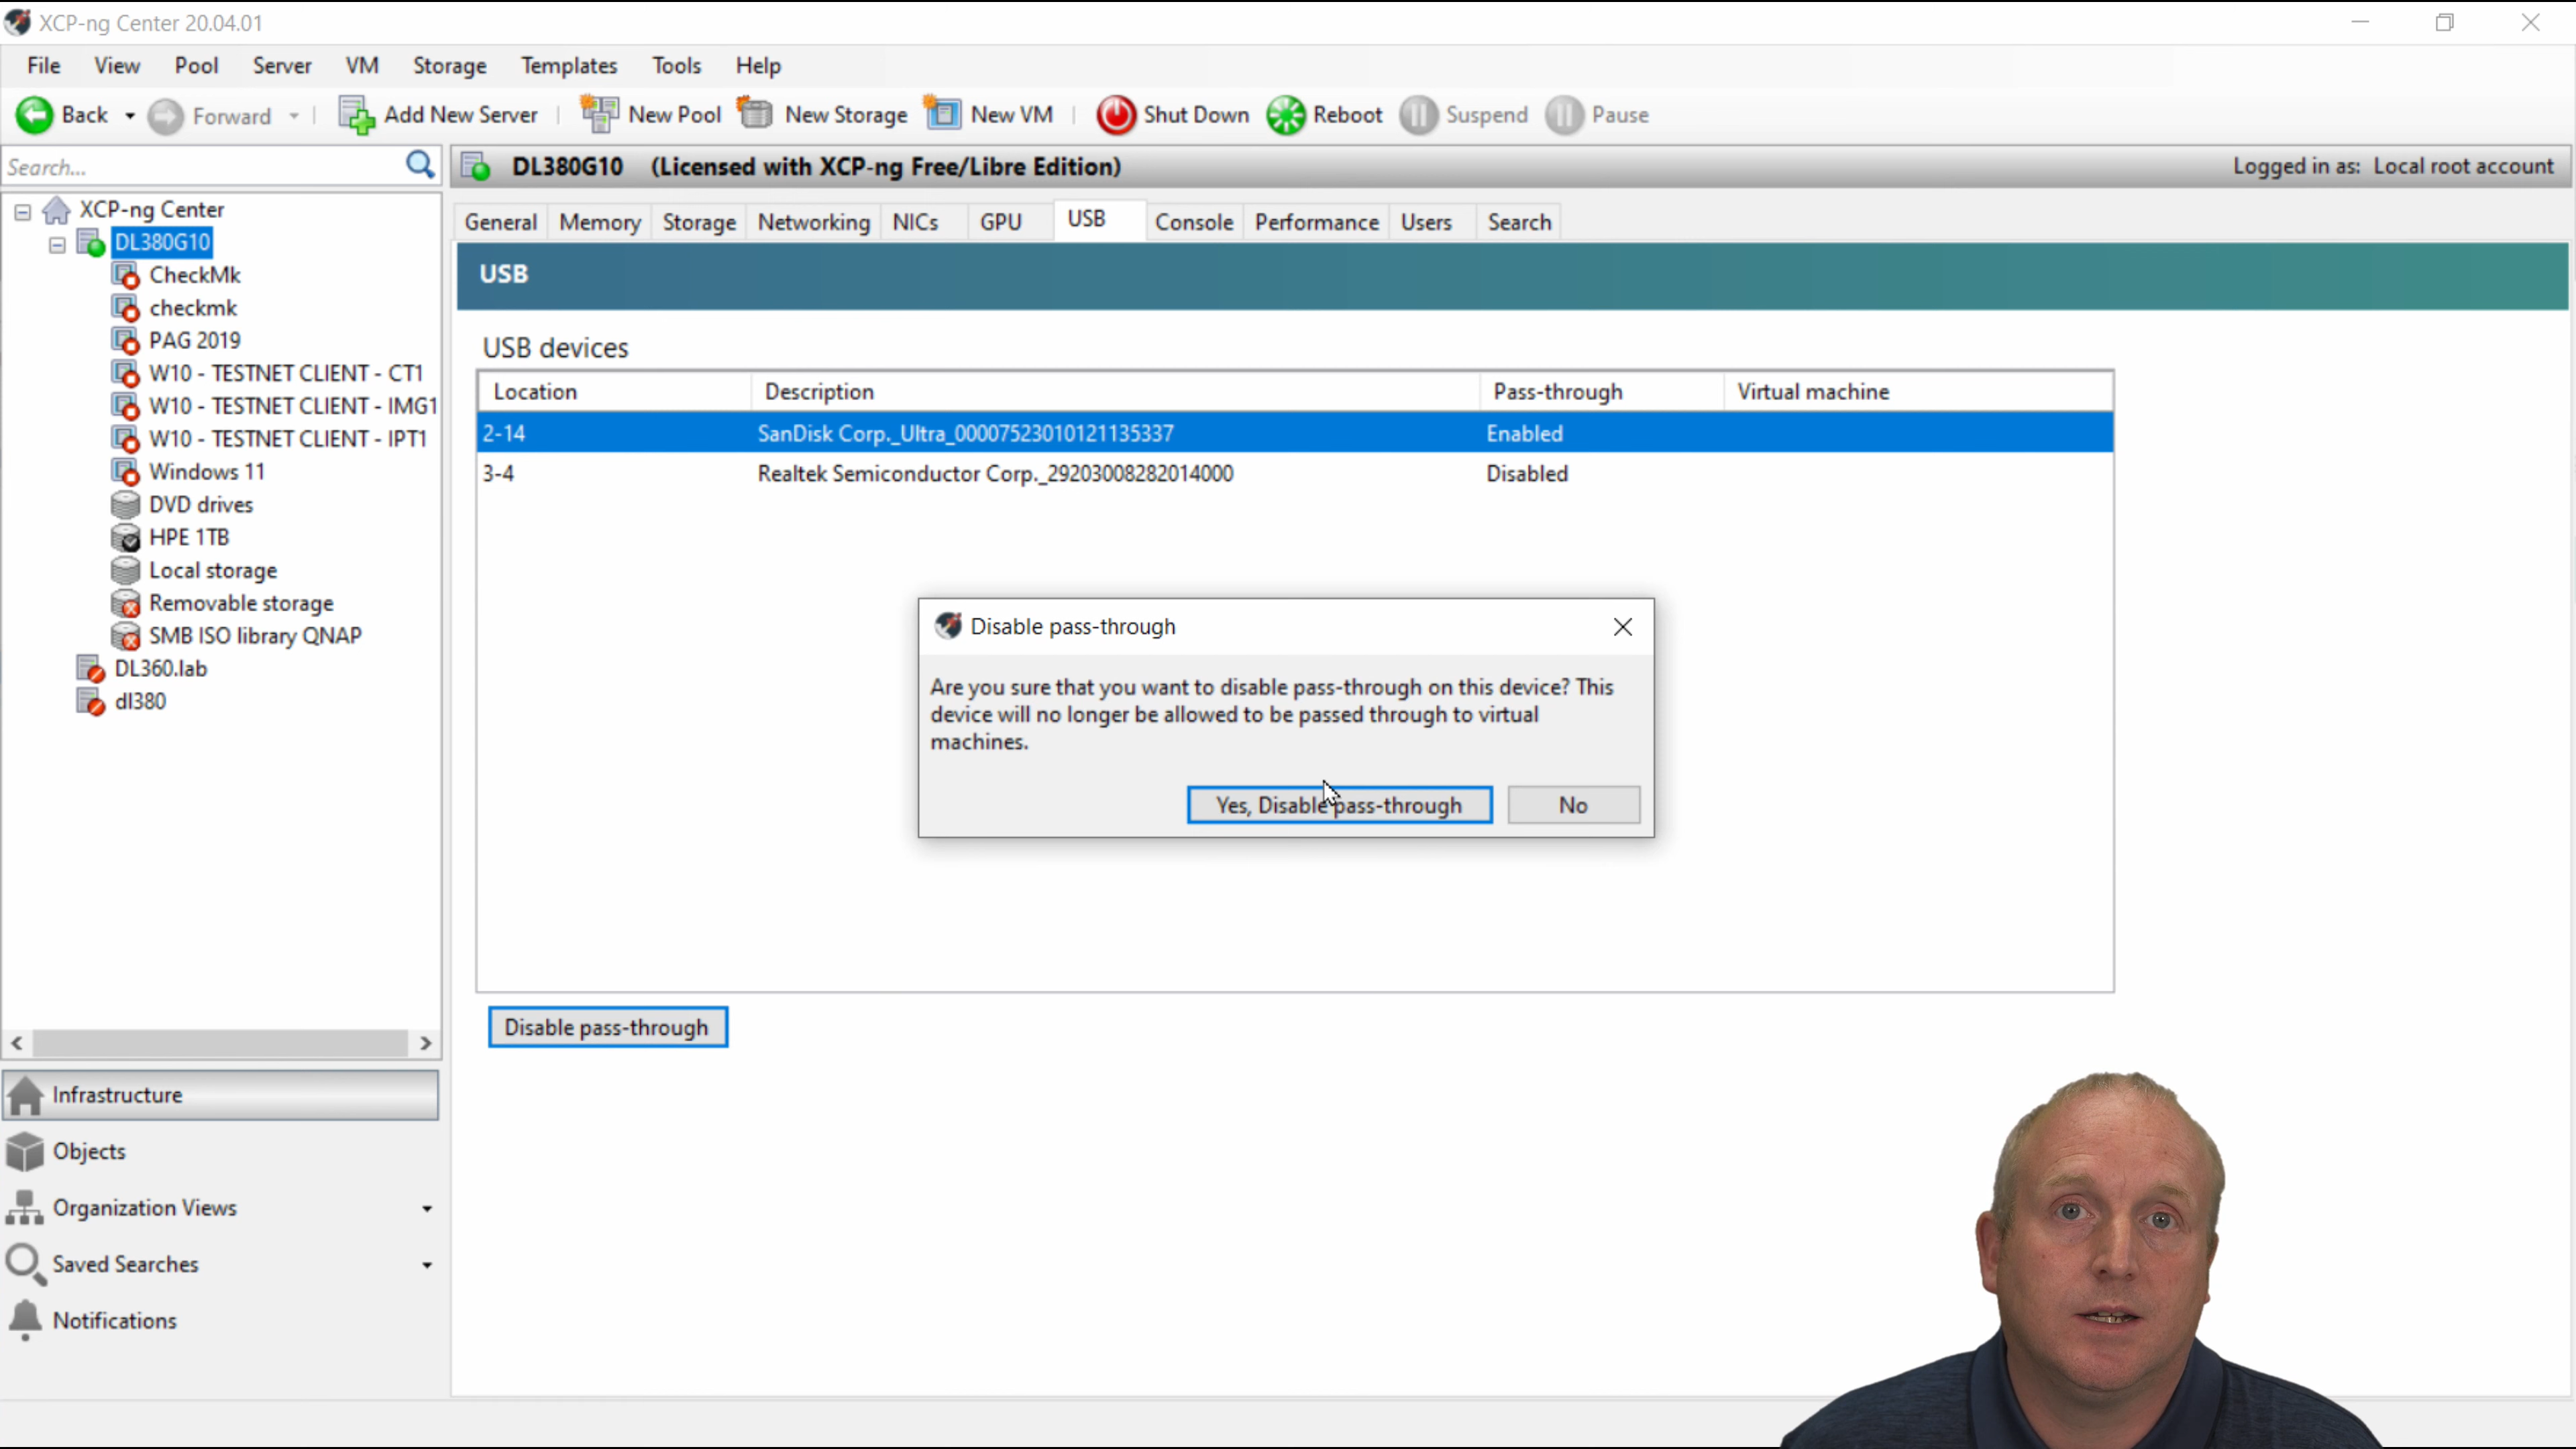 XCP-ng Center 20.04.01
File View Pool Server VM Storage Templates Tools Help
Back Forward Add New Server New Pool New Storage New VM Shut Down Reboot Suspend Pause
Search...
DL380G10 (Licensed with XCP-ng Free/Libre Edition) Logged in as: Local root account
XCP-ng Center
DL380G10
CheckMk
checkmk
PAG 2019
W10 - TESTNET CLIENT - CT1
W10 - TESTNET CLIENT - IMG1
W10 - TESTNET CLIENT - IPT1
Windows 11
DVD drives
HPE 1TB
Local storage
Removable storage
SMB ISO library QNAP
DL360.lab
dl380
General Memory Storage Networking NICs GPU USB Console Performance Users Search
USB
USB devices
Location Description Pass-through Virtual machine
2-14 SanDisk Corp._Ultra_00007523010121135337 Enabled
3-4 Realtek Semiconductor Corp._29203008282014000 Disabled
Disable pass-through
Are you sure that you want to disable pass-through on this device? This
device will no longer be allowed to be passed through to virtual
machines.
Yes, Disable pass-through No
Disable pass-through
Infrastructure
Objects
Organization Views
Saved Searches
Notifications